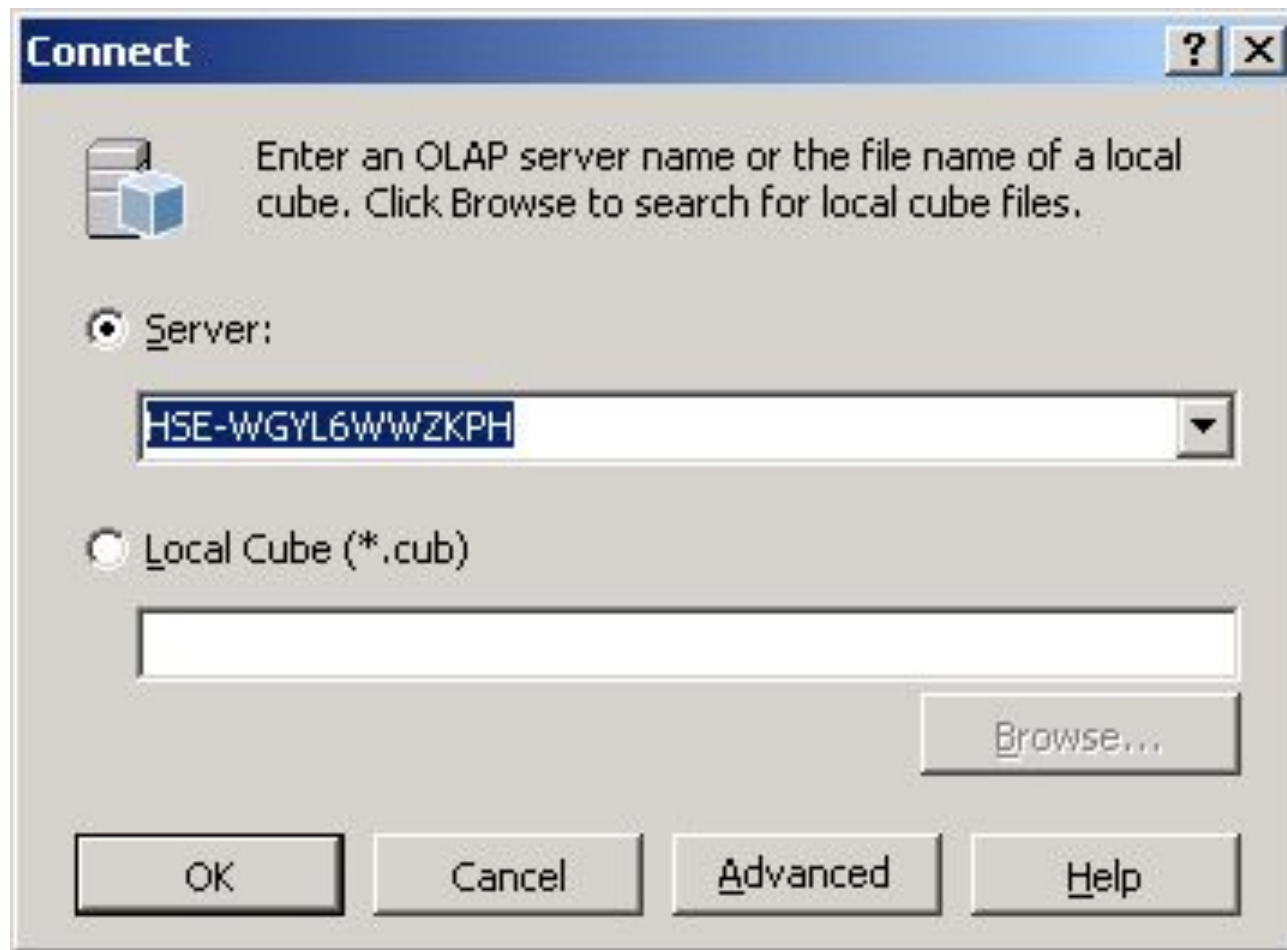 Connect
Enter an OLAP server name or the file name of a local
cube. Click Browse to search for local cube files.
Server:
HSE-WGYL6WWZKPH
Local Cube (*.cub)
Browse...
OK Cancel Advanced Help